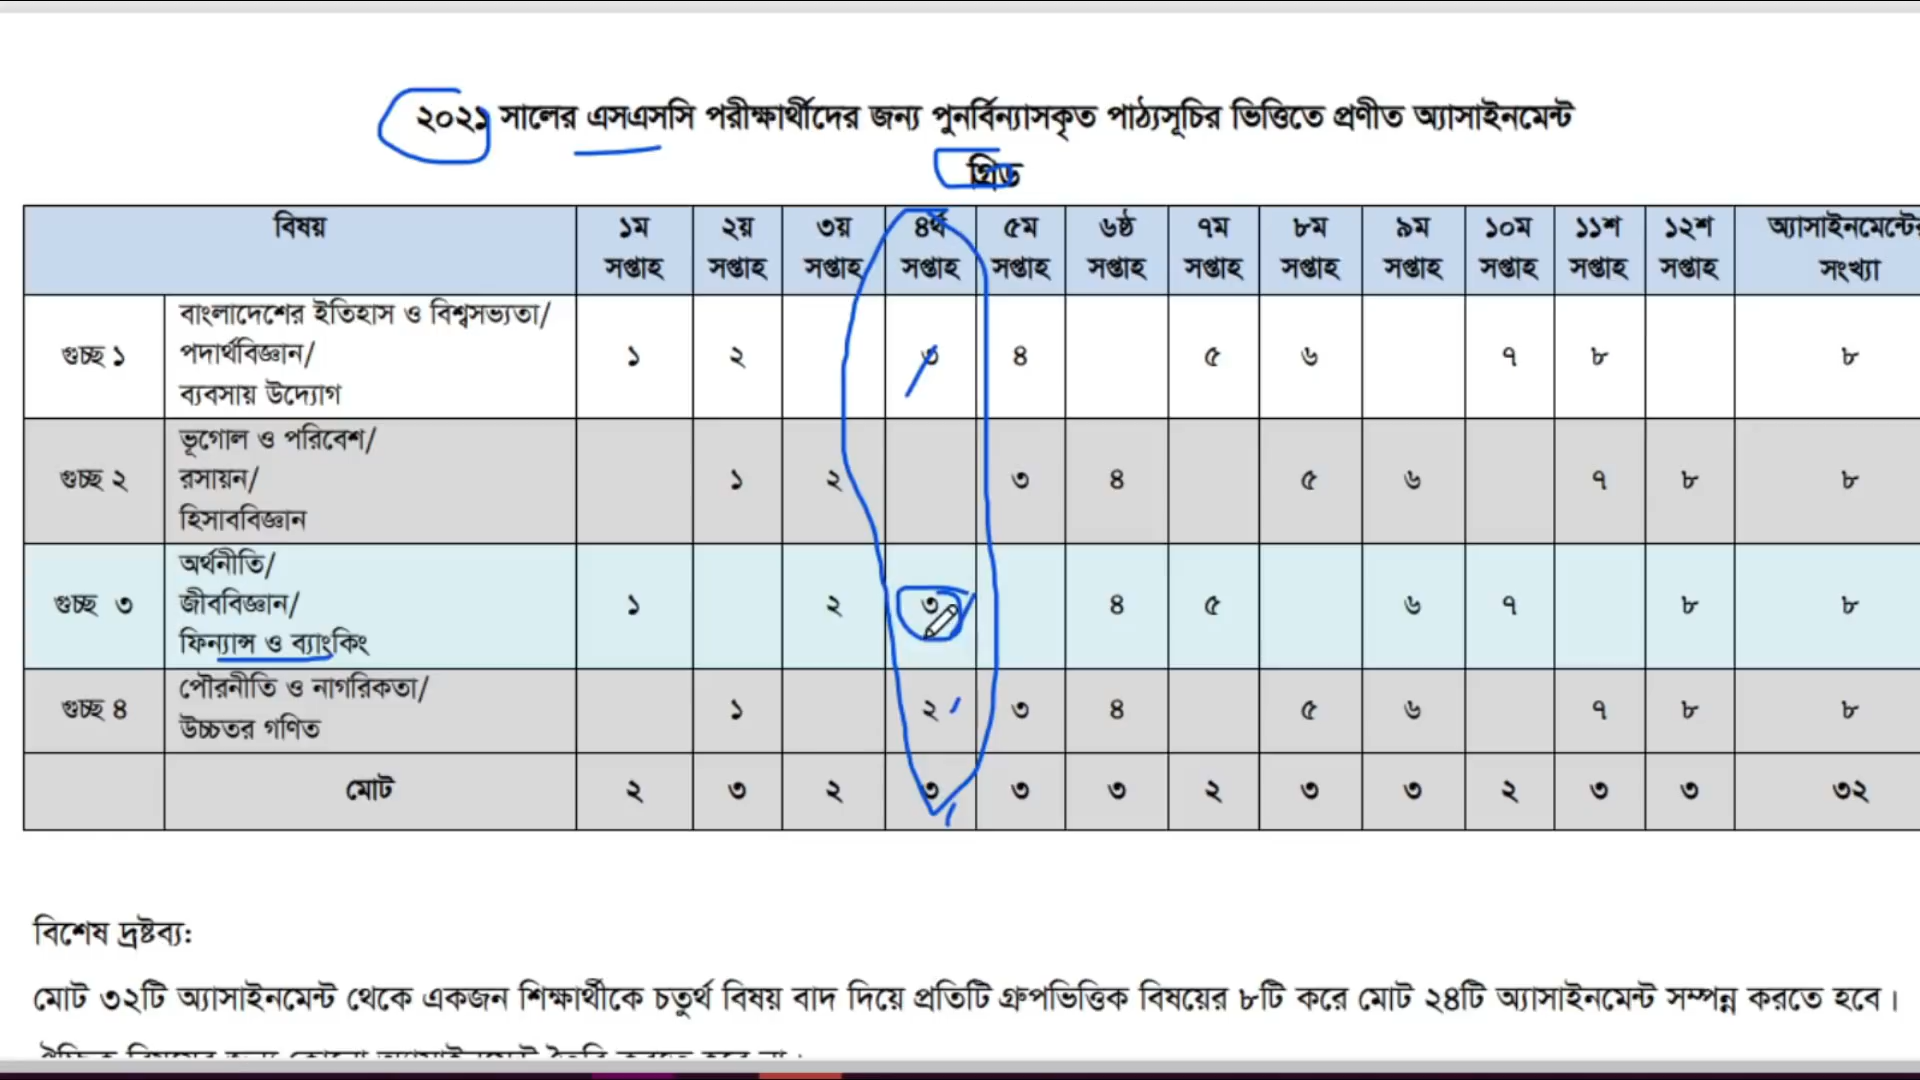 ২০২১ সালের এসএসসি পরীক্ষার্থীদের জন্য পুনর্বিন্যাসকৃত পাঠ্যসূচির ভিত্তিতে প্রণীত অ্যাসাইনমেন্ট
গ্রিড
বিষয় ১ম সপ্তাহ ২য় সপ্তাহ ৩য় সপ্তাহ ৪র্থ সপ্তাহ ৫ম সপ্তাহ ৬ষ্ঠ সপ্তাহ ৭ম সপ্তাহ ৮ম সপ্তাহ ৯ম সপ্তাহ ১০ম সপ্তাহ ১১শ সপ্তাহ ১২শ সপ্তাহ অ্যাসাইনমেন্টের সংখ্যা
গুচ্ছ ১
বাংলাদেশের ইতিহাস ও বিশ্বসভ্যতা/
পদার্থবিজ্ঞান/
ব্যবসায় উদ্যোগ
১ ২ ৩ ৪ ৫ ৬ ৭ ৮ ৮
গুচ্ছ ২
ভূগোল ও পরিবেশ/
রসায়ন/
হিসাববিজ্ঞান
১ ২ ৩ ৪ ৫ ৬ ৭ ৮ ৮
গুচ্ছ ৩
অর্থনীতি/
জীববিজ্ঞান/
ফিন্যান্স ও ব্যাংকিং
১ ২ ৩ ৪ ৫ ৬ ৭ ৮ ৮
গুচ্ছ ৪
পৌরনীতি ও নাগরিকতা/
উচ্চতর গণিত
১ ২ ৩ ৪ ৫ ৬ ৭ ৮ ৮
মোট ২ ৩ ২ ৩ ৩ ৩ ২ ৩ ৩ ২ ৩ ৩ ৩২
বিশেষ দ্রষ্টব্য:
মোট ৩২টি অ্যাসাইনমেন্ট থেকে একজন শিক্ষার্থীকে চতুর্থ বিষয় বাদ দিয়ে প্রতিটি গ্রুপভিত্তিক বিষয়ের ৮টি করে মোট ২৪টি অ্যাসাইনমেন্ট সম্পন্ন করতে হবে।